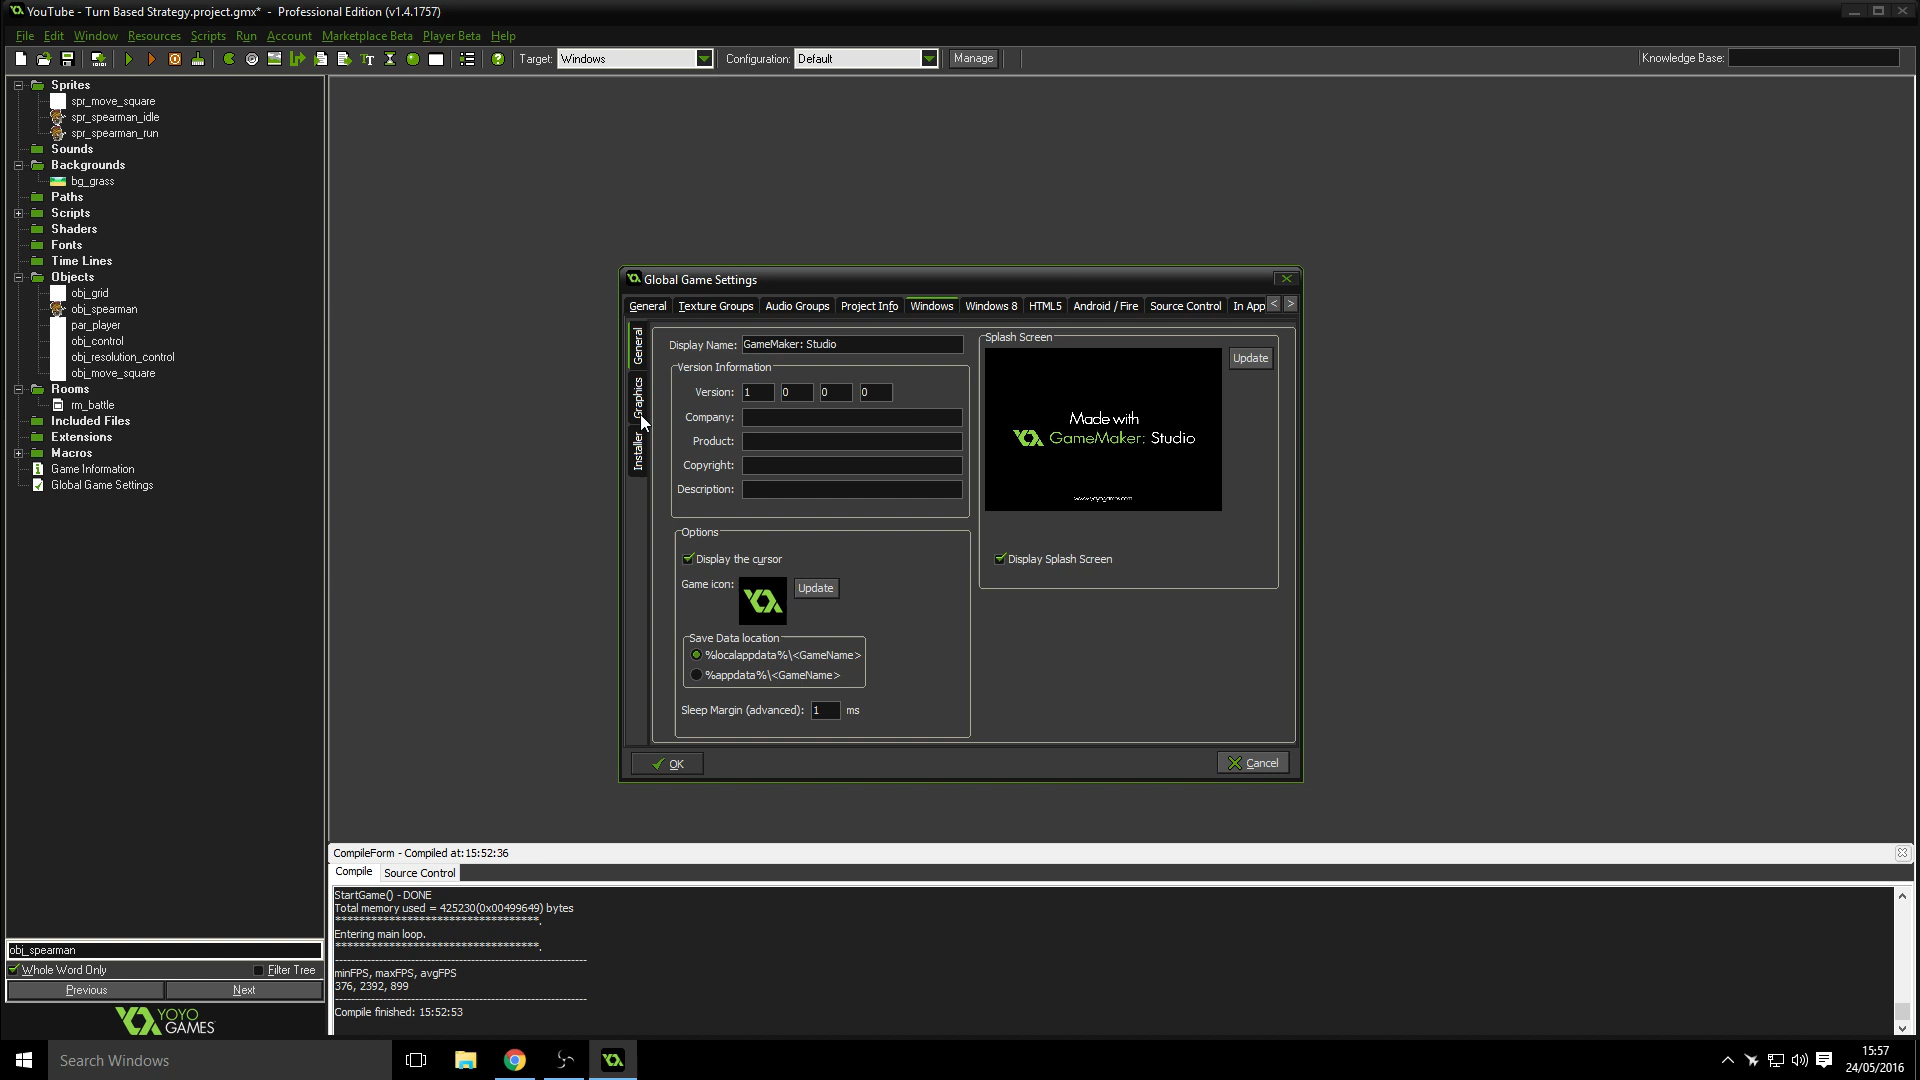 YouTube - Turn Based Strategy.project.gmx* - Professional Edition (v1.4.1757)
File Edit Window Resources Scripts Run Account Marketplace Beta Player Beta Help
Target: Windows Configuration: Default Manage Knowledge Base:
Sprites
spr_move_square
spr_spearman_idle
spr_spearman_run
Sounds
Backgrounds
bg_grass
Paths
Scripts
Shaders
Fonts
Time Lines
Objects
obj_grid
obj_spearman
par_player
obj_control
obj_resolution_control
obj_move_square
Rooms
rm_battle
Included Files
Extensions
Macros
Game Information
Global Game Settings
obj_spearman
Whole Word Only Filter Tree
Previous Next
YOYO
GAMES
Global Game Settings
General Texture Groups Audio Groups Project Info Windows Windows 8 HTML5 Android / Fire Source Control In App
General
Graphics
Installer
Display Name: GameMaker: Studio
Version Information
Version: 1 0 0 0
Company:
Product:
Copyright:
Description:
Options
Display the cursor
Game icon: Update
Save Data location
%localappdata%\<GameName>
%appdata%\<GameName>
Sleep Margin (advanced): 1 ms
Splash Screen
Update
Made with
GameMaker: Studio
www.yoyogames.com
Display Splash Screen
OK Cancel
CompileForm - Compiled at:15:52:36
Compile Source Control
StartGame() - DONE
Total memory used = 425230(0x00499649) bytes
***********************************.
Entering main loop.
***********************************.
----------------------------------------------------------------
minFPS, maxFPS, avgFPS
376, 2392, 899
----------------------------------------------------------------
Compile finished: 15:52:53
Search Windows
15:57
24/05/2016